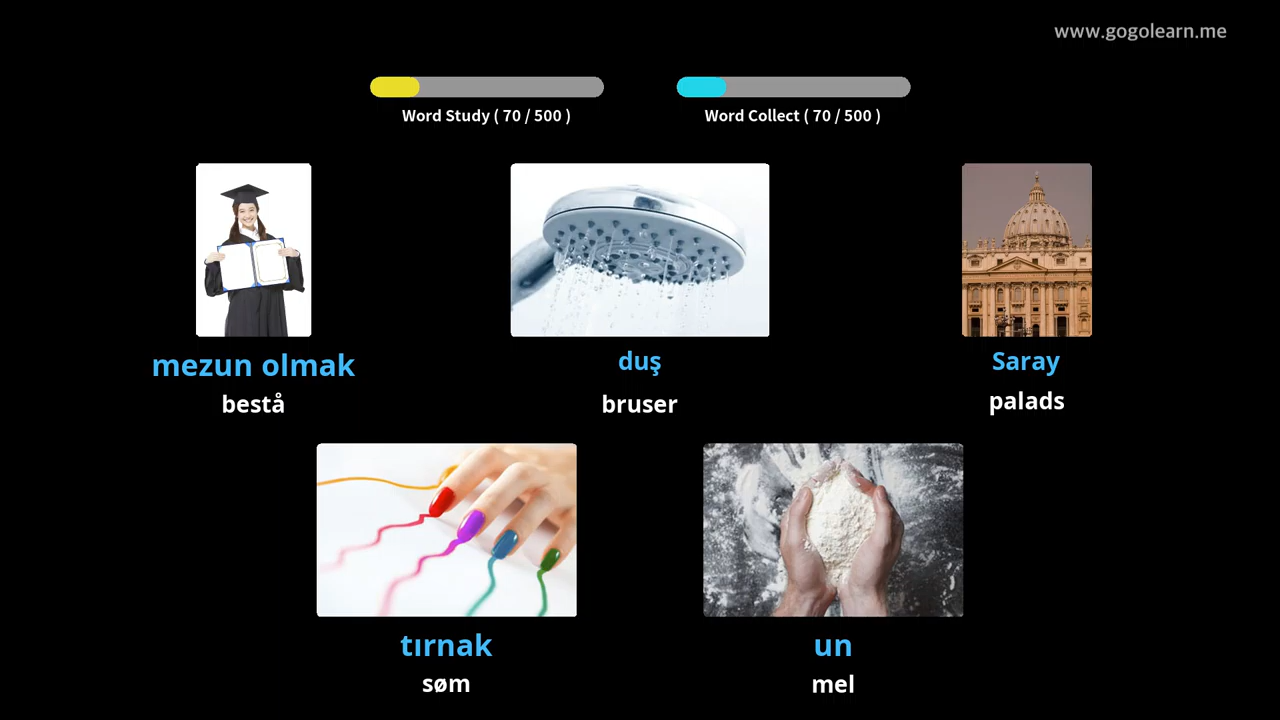 www.gogolearn.me
Word Study ( 70 / 500 )
Word Collect ( 70 / 500 )
mezun olmak
bestå
duş
bruser
Saray
palads
tırnak
søm
un
mel